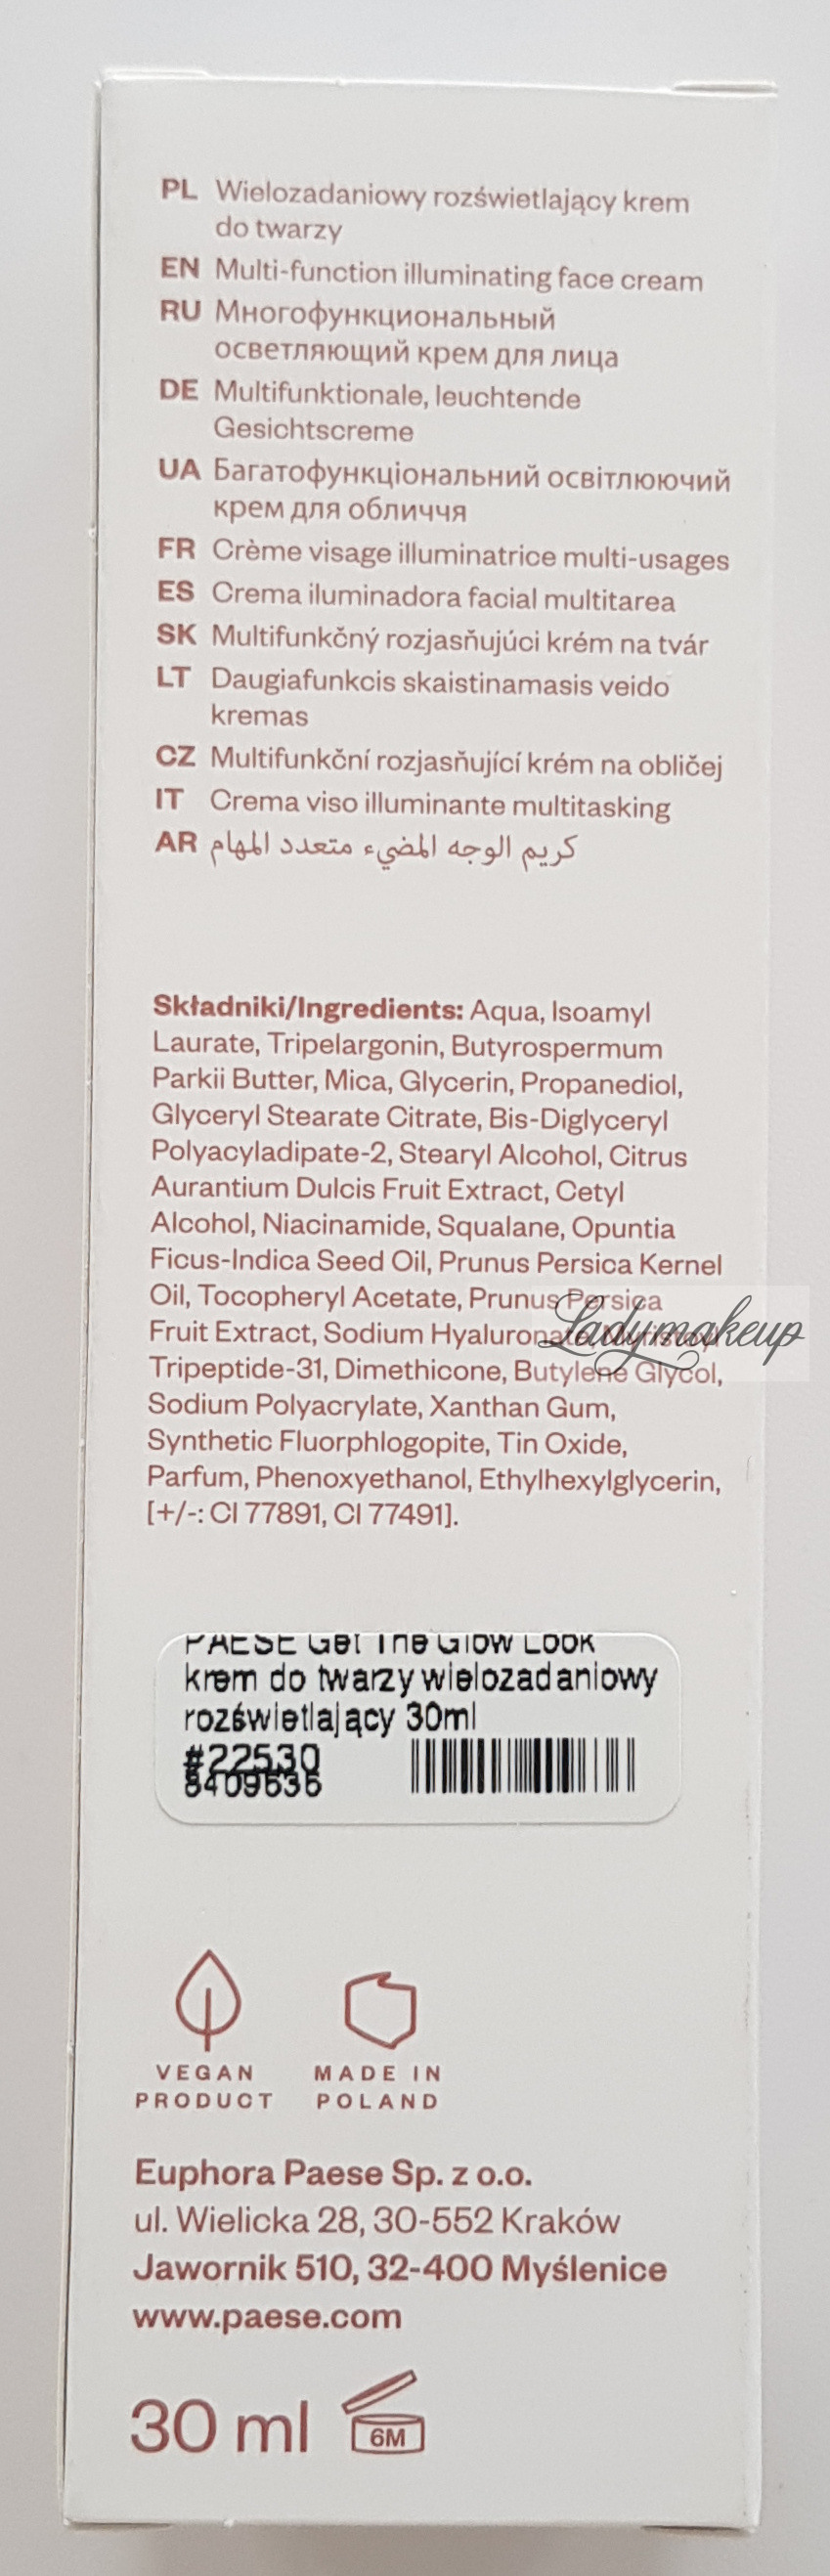 PL Wielozadaniowy rozświetlający krem
do twarzy
EN Multi-function illuminating face cream
RU Многофункциональный
осветляющий крем для лица
DE Multifunktionale, leuchtende
Gesichtscreme
UA Багатофункціональний освітлюючий
крем для обличчя
FR Crème visage illuminatrice multi-usages
ES Crema iluminadora facial multitarea
SK Multifunkčný rozjasňujúci krém na tvár
LT Daugiafunkcis skaistinamasis veido
kremas
CZ Multifunkční rozjasňující krém na obličej
IT Crema viso illuminante multitasking
AR كريم الوجه المضيء متعدد المهام
Składniki/Ingredients: Aqua, Isoamyl
Laurate, Tripelargonin, Butyrospermum
Parkii Butter, Mica, Glycerin, Propanediol,
Glyceryl Stearate Citrate, Bis-Diglyceryl
Polyacyladipate-2, Stearyl Alcohol, Citrus
Aurantium Dulcis Fruit Extract, Cetyl
Alcohol, Niacinamide, Squalane, Opuntia
Ficus-Indica Seed Oil, Prunus Persica Kernel
Oil, Tocopheryl Acetate, Prunus Persica
Fruit Extract, Sodium Hyaluronate,
Ladymakeup
Tripeptide-31, Dimethicone, Butylene Glycol,
Sodium Polyacrylate, Xanthan Gum,
Synthetic Fluorphlogopite, Tin Oxide,
Parfum, Phenoxyethanol, Ethylhexylglycerin,
[+/-: CI 77891, CI 77491].
PAESE Get The Glow Look
krem do twarzy wielozadaniowy
rozświetlający 30ml
#22530
8409636
VEGAN
PRODUCT
MADE IN
POLAND
Euphora Paese Sp. z o.o.
ul. Wielicka 28, 30-552 Kraków
Jawornik 510, 32-400 Myślenice
www.paese.com
30 ml
6M